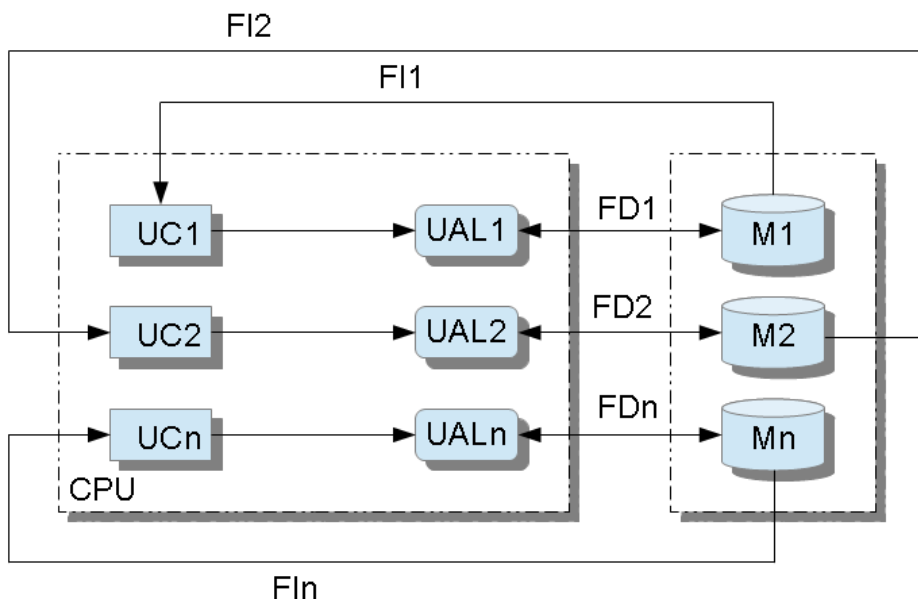 FI2
FI1
UC1 UAL1 FD1 M1
UC2 UAL2 FD2 M2
UCn UALn FDn Mn
CPU
FIn